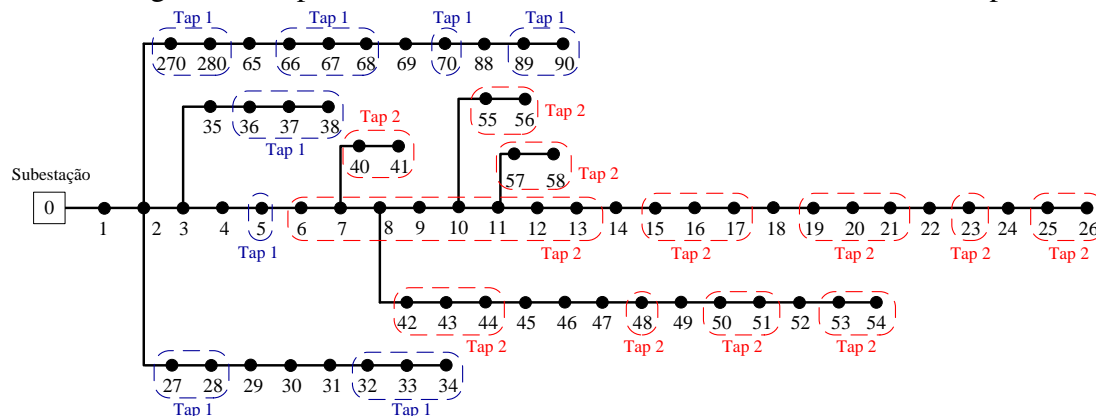 Tap 1 Tap 1 Tap 1 Tap 1
270 280 65 66 67 68 69 70 88 89 90
Tap 2
55 56
35 36 37 38
Tap 2
Tap 1
40 41
Tap 2
57 58
Subestação
0
1 2 3 4 5 6 7 8 9 10 11 12 13 14 15 16 17 18 19 20 21 22 23 24 25 26
Tap 1 Tap 2 Tap 2 Tap 2 Tap 2 Tap 2
42 43 44 45 46 47 48 49 50 51 52 53 54
Tap 2 Tap 2 Tap 2 Tap 2
27 28 29 30 31 32 33 34
Tap 1 Tap 1